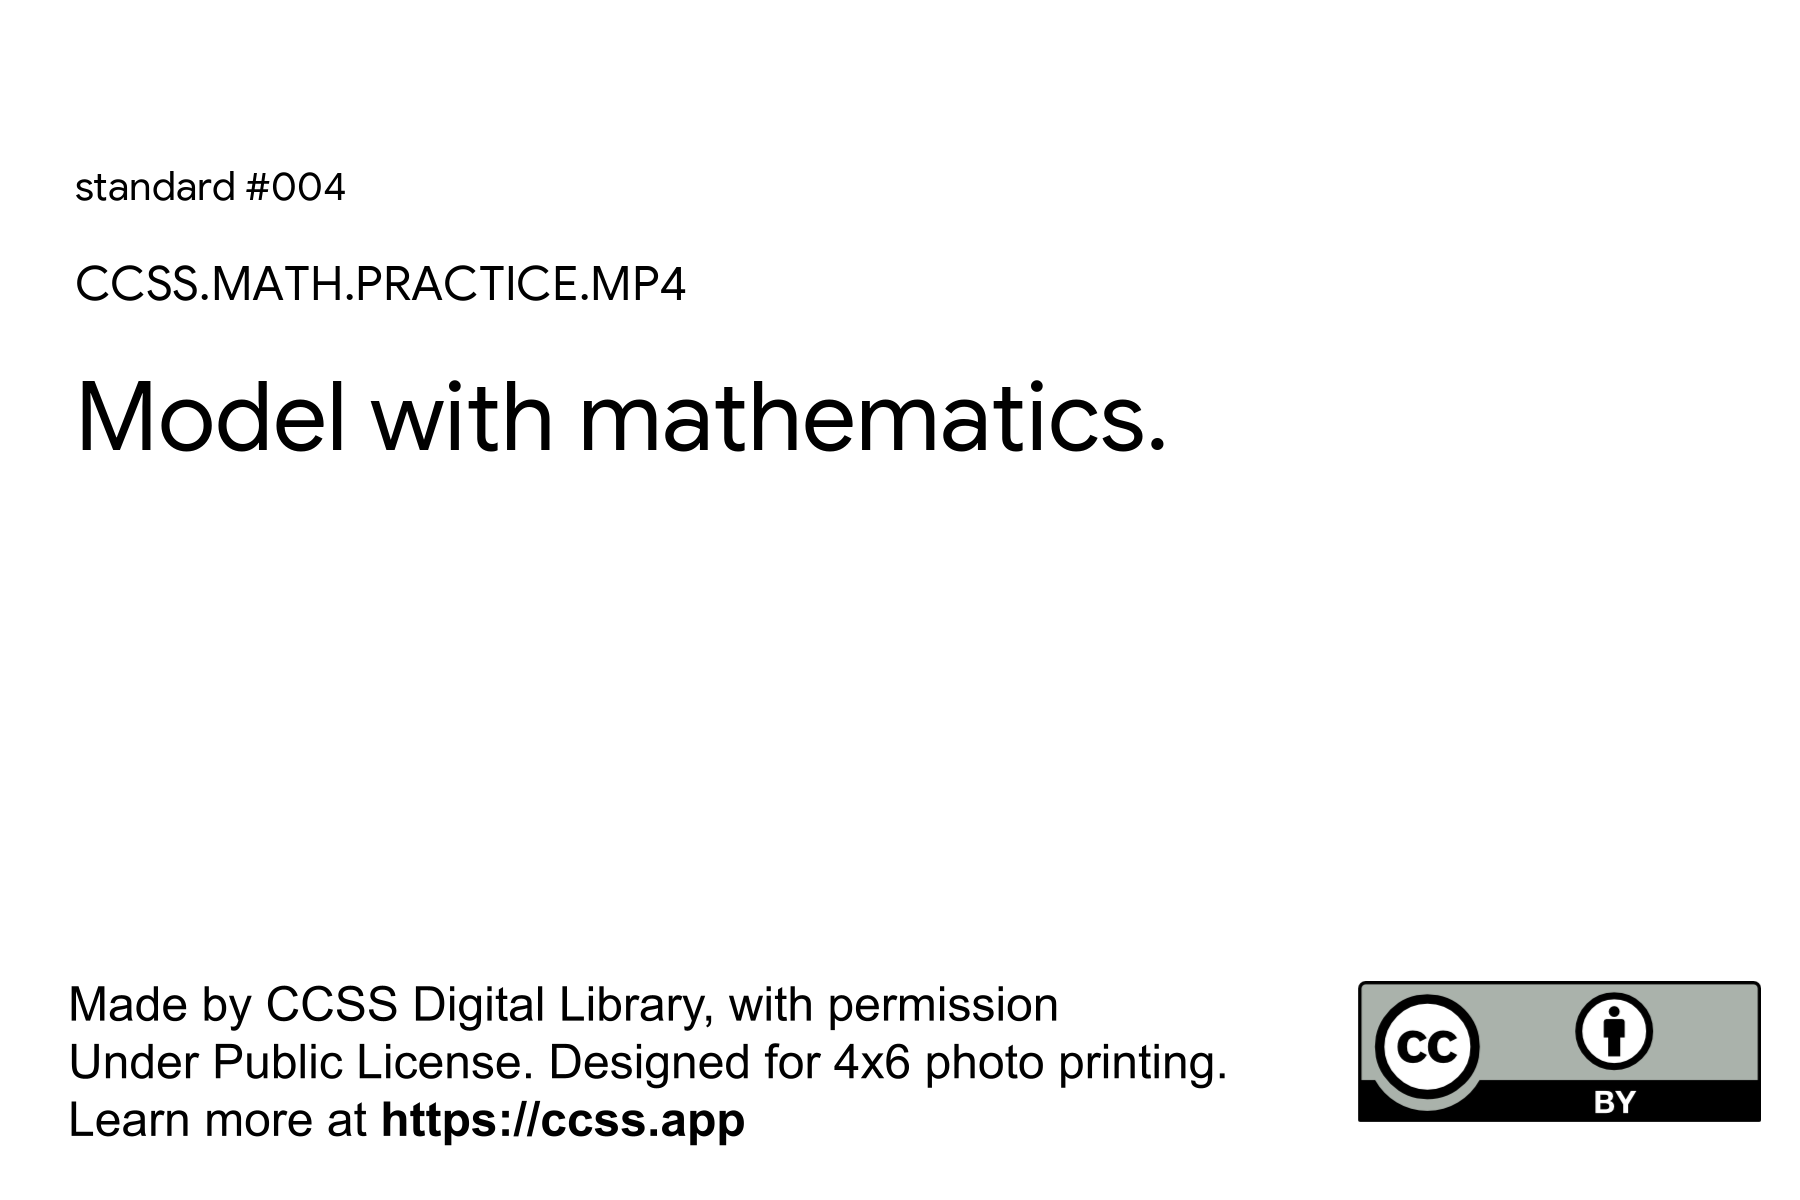 standard #004
CCSS.MATH.PRACTICE.MP4
Model with mathematics.
Made by CCSS Digital Library, with permission
Under Public License. Designed for 4x6 photo printing.
Learn more at https://ccss.app
CC
BY